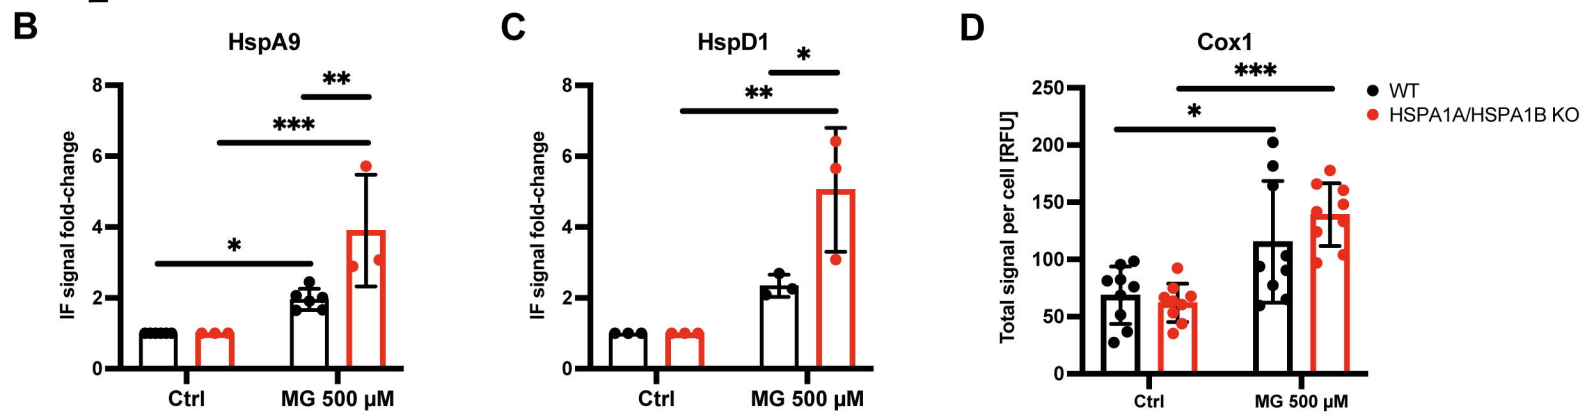 B
HspA9
IF signal fold-change
8
6
4
2
0
**
***
*
Ctrl
MG 500 µM
C
HspD1
IF signal fold-change
8
6
4
2
0
*
**
Ctrl
MG 500 µM
D
Cox1
Total signal per cell [RFU]
250
200
150
100
50
0
***
*
Ctrl
MG 500 µM
WT
HSPA1A/HSPA1B KO